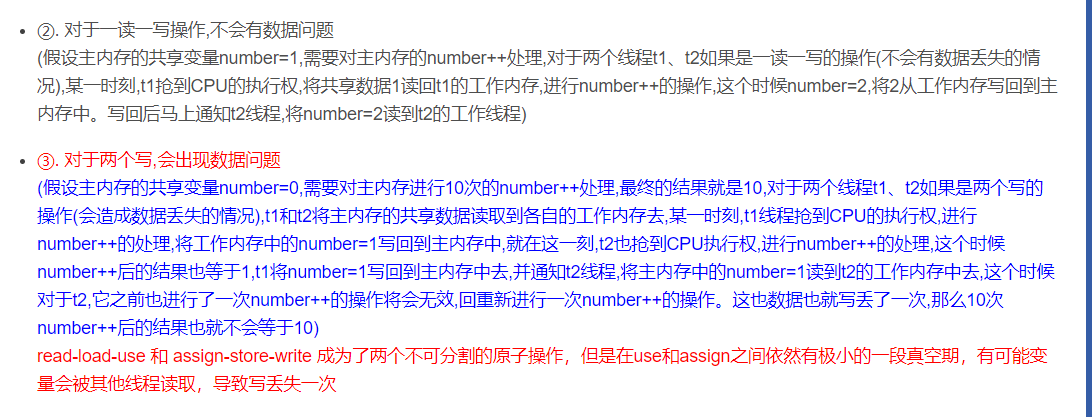 ②. 对于一读一写操作,不会有数据问题
(假设主内存的共享变量number=1,需要对主内存的number++处理,对于两个线程t1、t2如果是一读一写的操作(不会有数据丢失的情
况),某一时刻,t1抢到CPU的执行权,将共享数据1读回t1的工作内存,进行number++的操作,这个时候number=2,将2从工作内存写回到主
内存中。写回后马上通知t2线程,将number=2读到t2的工作线程)
③. 对于两个写,会出现数据问题
(假设主内存的共享变量number=0,需要对主内存进行10次的number++处理,最终的结果就是10,对于两个线程t1、t2如果是两个写的
操作(会造成数据丢失的情况),t1和t2将主内存的共享数据读取到各自的工作内存去,某一时刻,t1线程抢到CPU的执行权,进行
number++的处理,将工作内存中的number=1写回到主内存中,就在这一刻,t2也抢到CPU执行权,进行number++的处理,这个时候
number++后的结果也等于1,t1将number=1写回到主内存中去,并通知t2线程,将主内存中的number=1读到t2的工作内存中去,这个时候
对于t2,它之前也进行了一次number++的操作将会无效,回重新进行一次number++的操作。这也数据也就写丢了一次,那么10次
number++后的结果也就不会等于10)
read-load-use 和 assign-store-write 成为了两个不可分割的原子操作，但是在use和assign之间依然有极小的一段真空期，有可能变
量会被其他线程读取，导致写丢失一次